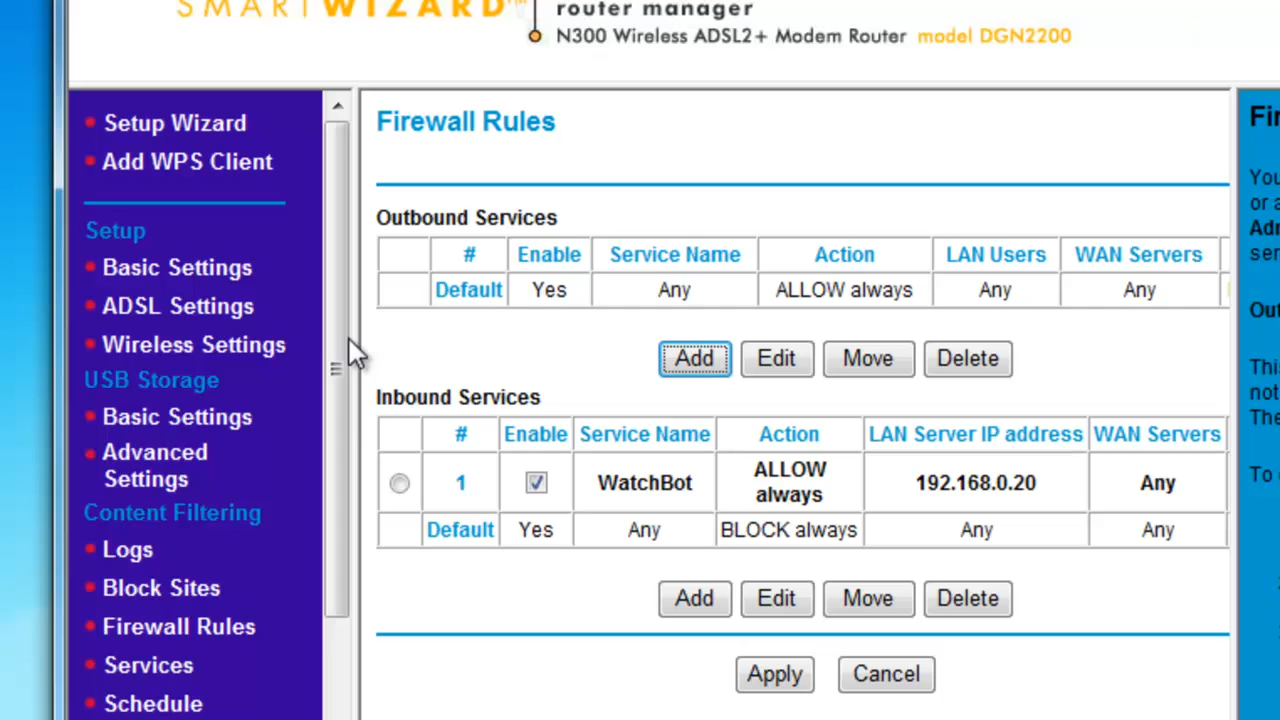 SMARTWIZARD™ router manager
N300 Wireless ADSL2+ Modem Router model DGN2200
Setup Wizard
Add WPS Client
Setup
Basic Settings
ADSL Settings
Wireless Settings
USB Storage
Basic Settings
Advanced
Settings
Content Filtering
Logs
Block Sites
Firewall Rules
Services
Schedule
Firewall Rules
Outbound Services
# Enable Service Name Action LAN Users WAN Servers
Default Yes Any ALLOW always Any Any
Add Edit Move Delete
Inbound Services
# Enable Service Name Action LAN Server IP address WAN Servers
1 WatchBot ALLOW always 192.168.0.20 Any
Default Yes Any BLOCK always Any Any
Add Edit Move Delete
Apply Cancel